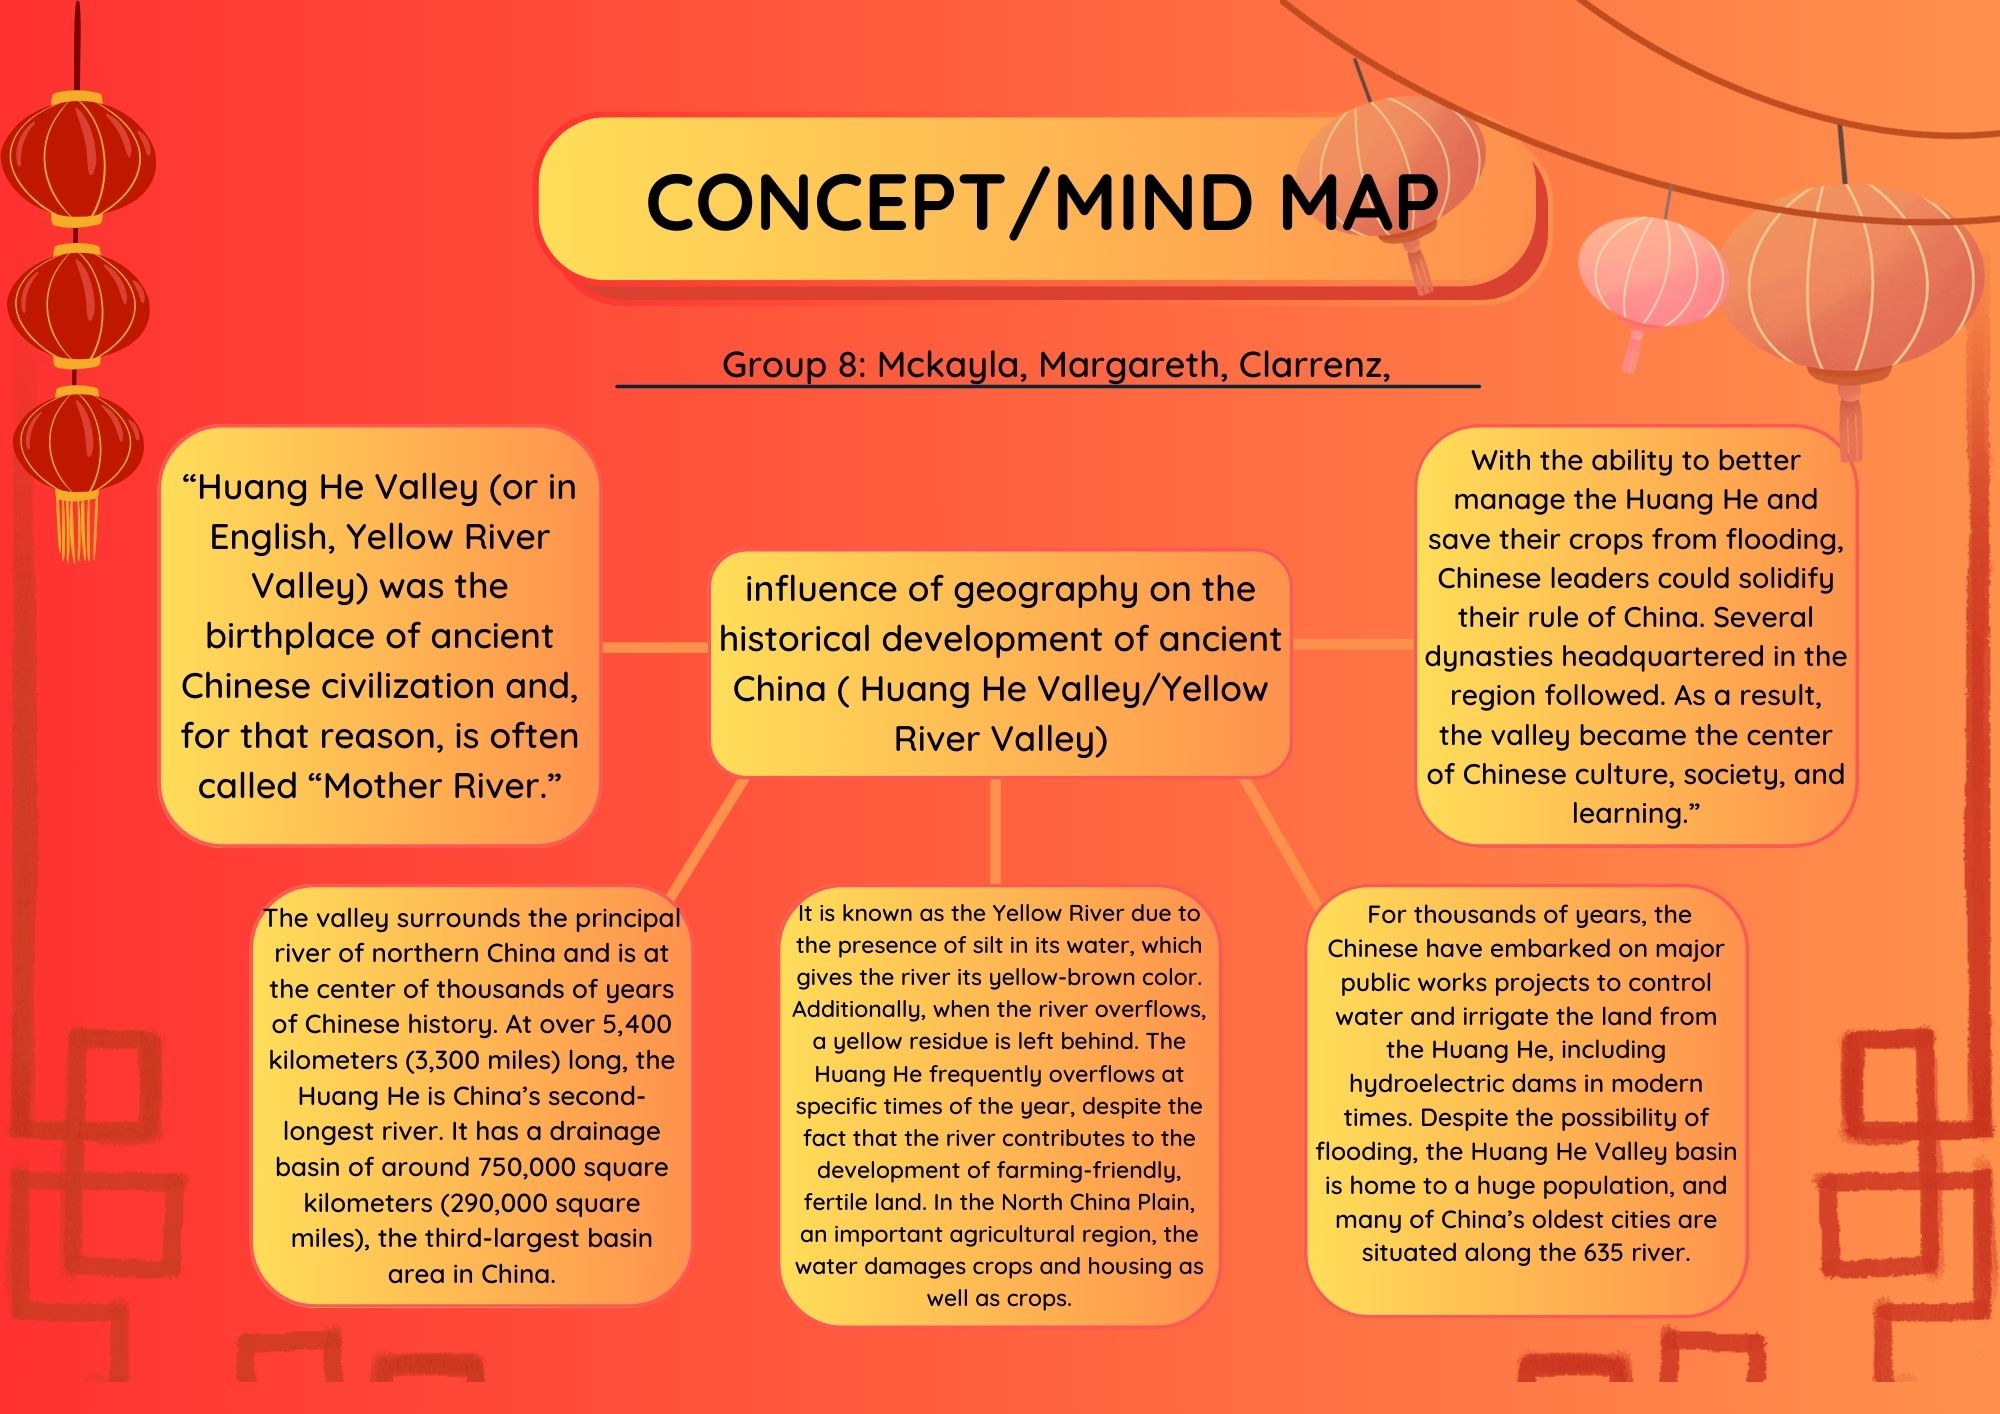 CONCEPT/MIND MAP
Group 8: Mckayla, Margareth, Clarrenz,
“Huang He Valley (or in
English, Yellow River
Valley) was the
birthplace of ancient
Chinese civilization and,
for that reason, is often
called “Mother River.”
influence of geography on the
historical development of ancient
China ( Huang He Valley/Yellow
River Valley)
With the ability to better
manage the Huang He and
save their crops from flooding,
Chinese leaders could solidify
their rule of China. Several
dynasties headquartered in the
region followed. As a result,
the valley became the center
of Chinese culture, society, and
learning.”
The valley surrounds the principal
river of northern China and is at
the center of thousands of years
of Chinese history. At over 5,400
kilometers (3,300 miles) long, the
Huang He is China’s second-
longest river. It has a drainage
basin of around 750,000 square
kilometers (290,000 square
miles), the third-largest basin
area in China.
It is known as the Yellow River due to
the presence of silt in its water, which
gives the river its yellow-brown color.
Additionally, when the river overflows,
a yellow residue is left behind. The
Huang He frequently overflows at
specific times of the year, despite the
fact that the river contributes to the
development of farming-friendly,
fertile land. In the North China Plain,
an important agricultural region, the
water damages crops and housing as
well as crops.
For thousands of years, the
Chinese have embarked on major
public works projects to control
water and irrigate the land from
the Huang He, including
hydroelectric dams in modern
times. Despite the possibility of
flooding, the Huang He Valley basin
is home to a huge population, and
many of China’s oldest cities are
situated along the 635 river.